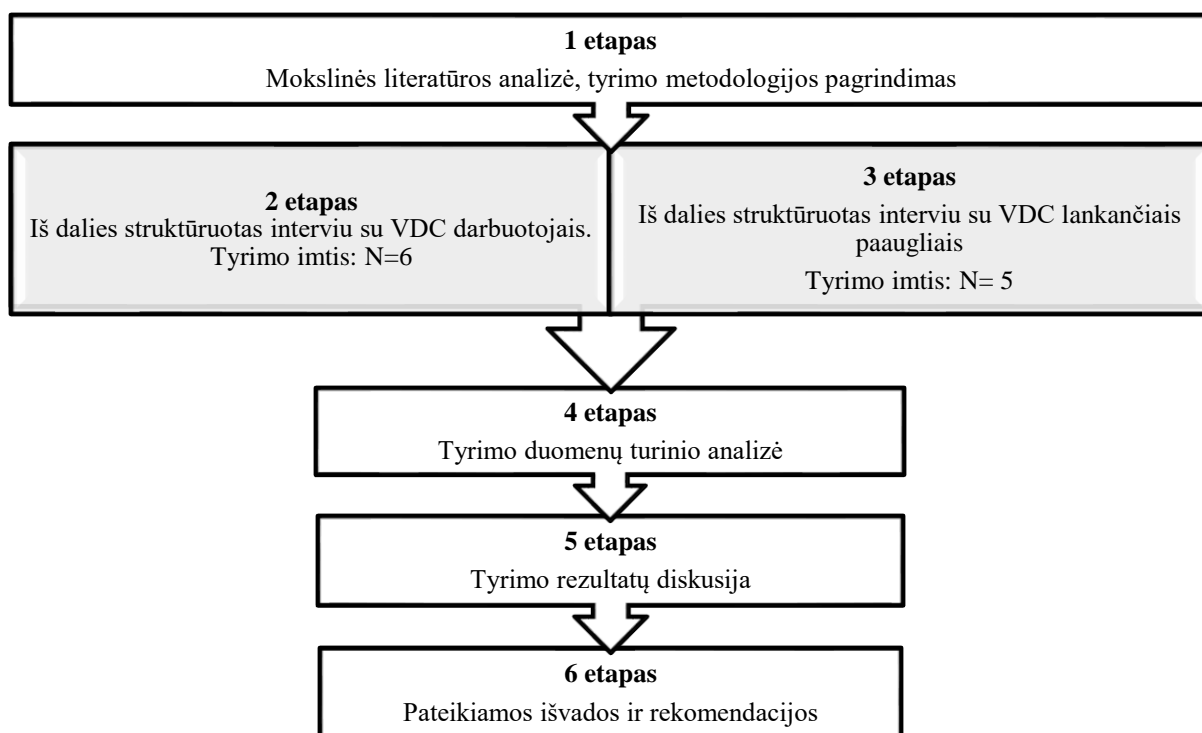 1 etapas
Mokslinės literatūros analizė, tyrimo metodologijos pagrindimas
2 etapas
Iš dalies struktūruotas interviu su VDC darbuotojais.
Tyrimo imtis: N=6
3 etapas
Iš dalies struktūruotas interviu su VDC lankančiais
paaugliais
Tyrimo imtis: N= 5
4 etapas
Tyrimo duomenų turinio analizė
5 etapas
Tyrimo rezultatų diskusija
6 etapas
Pateikiamos išvados ir rekomendacijos